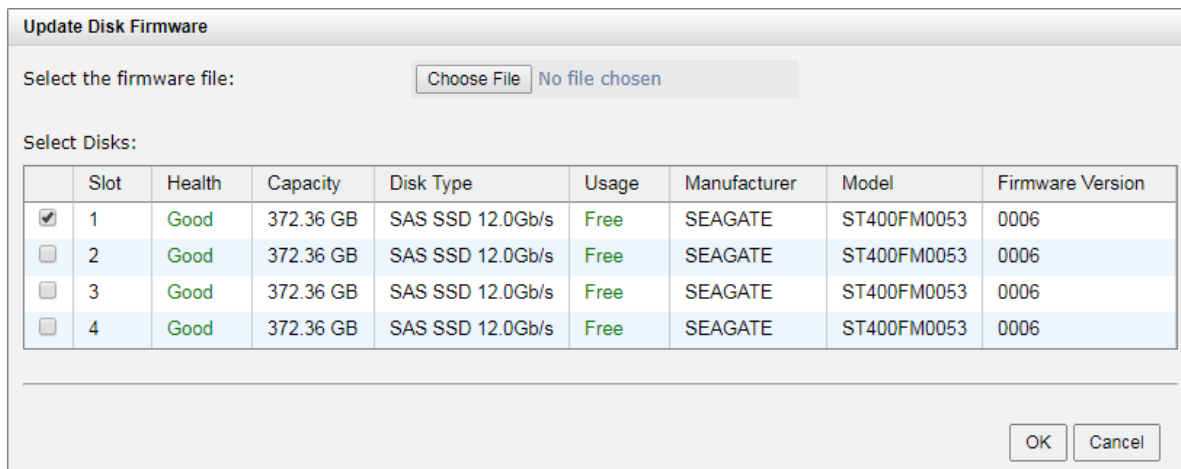 Update Disk Firmware
Select the firmware file: Choose File No file chosen
Select Disks:
Slot Health Capacity Disk Type Usage Manufacturer Model Firmware Version
1 Good 372.36 GB SAS SSD 12.0Gb/s Free SEAGATE ST400FM0053 0006
2 Good 372.36 GB SAS SSD 12.0Gb/s Free SEAGATE ST400FM0053 0006
3 Good 372.36 GB SAS SSD 12.0Gb/s Free SEAGATE ST400FM0053 0006
4 Good 372.36 GB SAS SSD 12.0Gb/s Free SEAGATE ST400FM0053 0006
OK Cancel